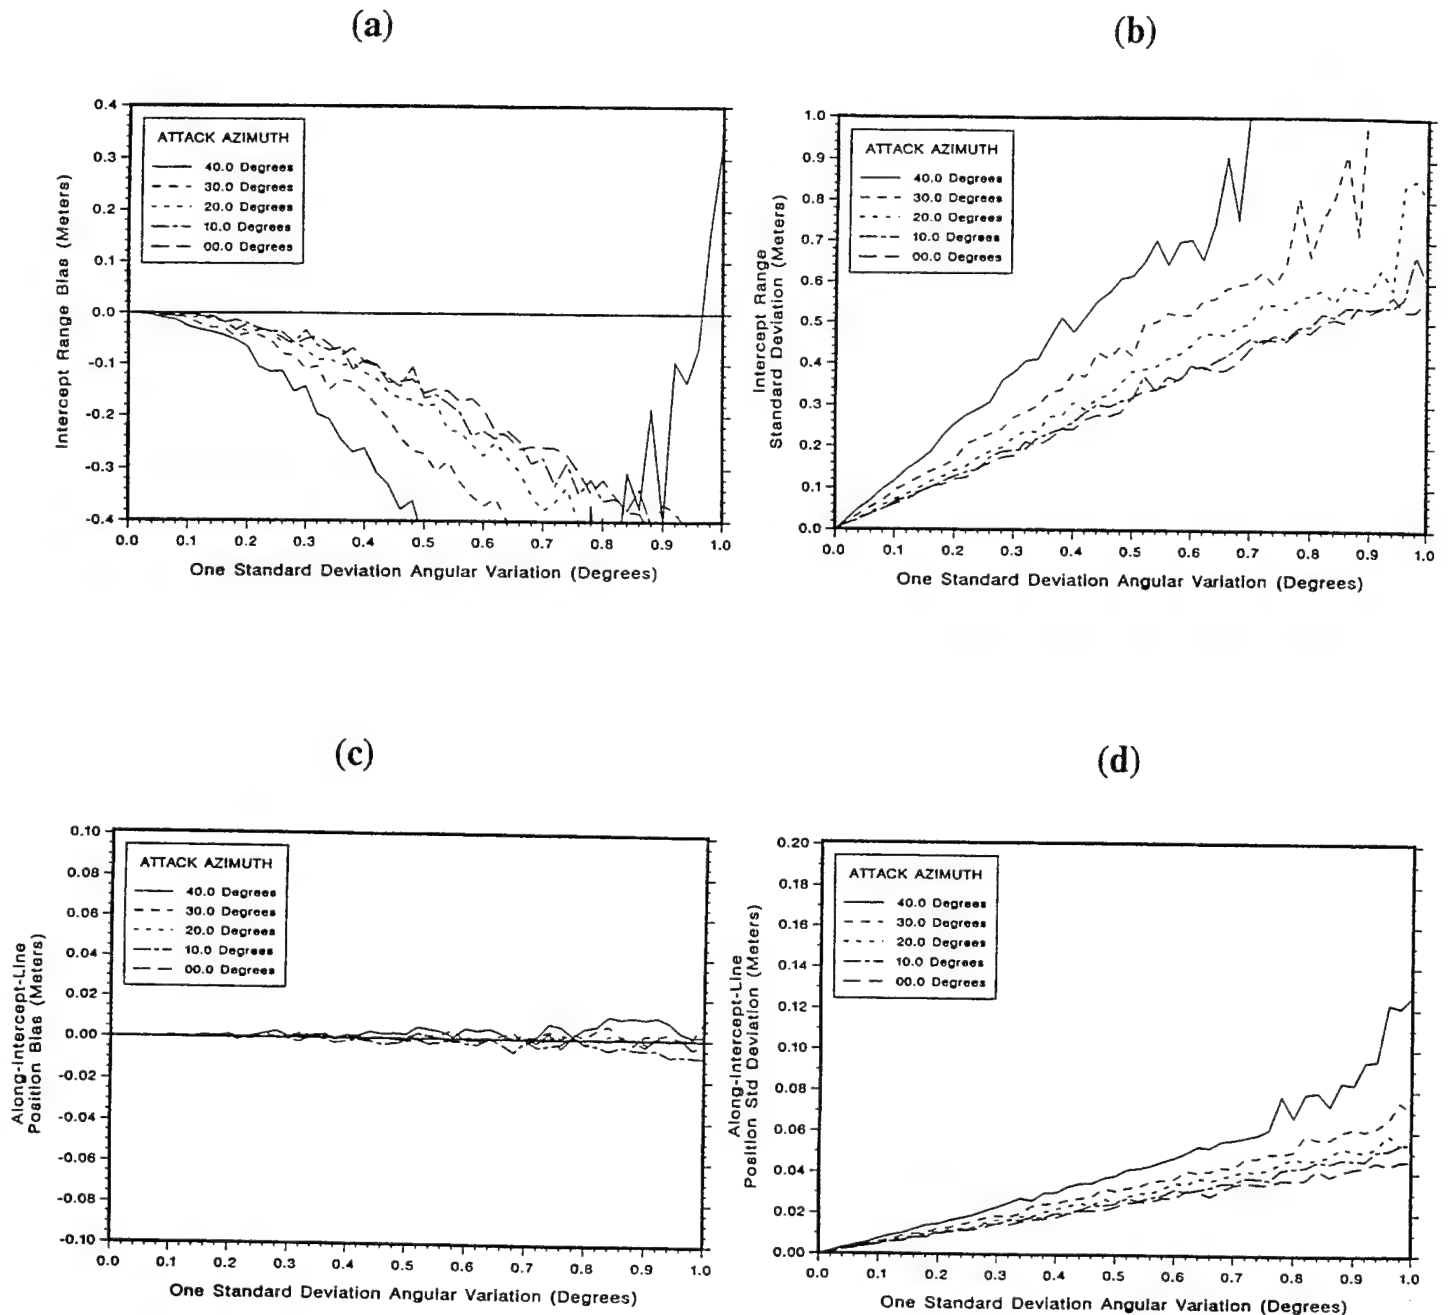 (a)
0.4
0.3
0.2
0.1
0.0
-0.1
-0.2
-0.3
-0.4
Intercept Range Bias (Meters)
ATTACK AZIMUTH
40.0 Degrees
30.0 Degrees
20.0 Degrees
10.0 Degrees
00.0 Degrees
0.0 0.1 0.2 0.3 0.4 0.5 0.6 0.7 0.8 0.9 1.0
One Standard Deviation Angular Variation (Degrees)
(b)
1.0
0.9
0.8
0.7
0.6
0.5
0.4
0.3
0.2
0.1
0.0
Intercept Range
Standard Deviation (Meters)
ATTACK AZIMUTH
40.0 Degrees
30.0 Degrees
20.0 Degrees
10.0 Degrees
00.0 Degrees
0.0 0.1 0.2 0.3 0.4 0.5 0.6 0.7 0.8 0.9 1.0
One Standard Deviation Angular Variation (Degrees)
(c)
0.10
0.08
0.06
0.04
0.02
0.00
-0.02
-0.04
-0.06
-0.08
-0.10
Along-Intercept-Line
Position Bias (Meters)
ATTACK AZIMUTH
40.0 Degrees
30.0 Degrees
20.0 Degrees
10.0 Degrees
00.0 Degrees
0.0 0.1 0.2 0.3 0.4 0.5 0.6 0.7 0.8 0.9 1.0
One Standard Deviation Angular Variation (Degrees)
(d)
0.20
0.18
0.16
0.14
0.12
0.10
0.08
0.06
0.04
0.02
0.00
Along-Intercept-Line
Position Std Deviation (Meters)
ATTACK AZIMUTH
40.0 Degrees
30.0 Degrees
20.0 Degrees
10.0 Degrees
00.0 Degrees
0.0 0.1 0.2 0.3 0.4 0.5 0.6 0.7 0.8 0.9 1.0
One Standard Deviation Angular Variation (Degrees)